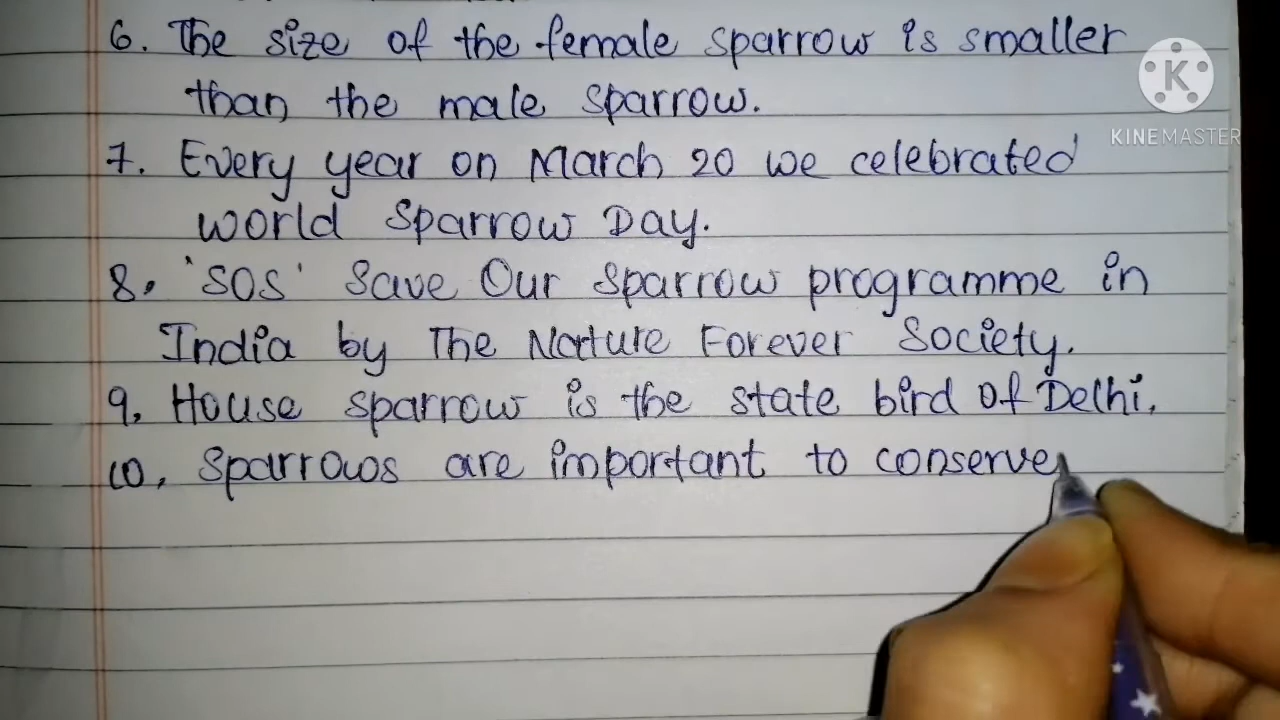 6. The size of the female sparrow is smaller
than the male sparrow.
7. Every year on March 20 we celebrated
world Sparrow Day.
8. 'SOS' Save Our Sparrow programme in
India by The Nature Forever Society.
9. House sparrow is the state bird of Delhi.
10. Sparrows are important to conserve
K
KINEMASTER